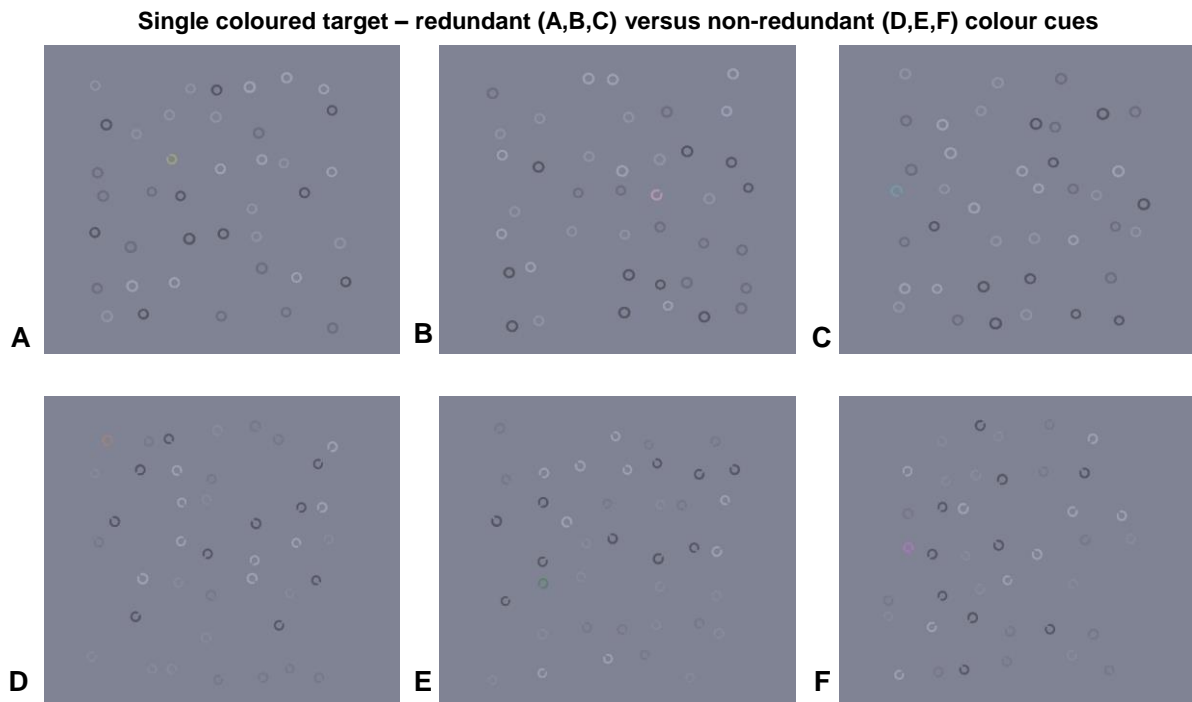 Single coloured target – redundant (A,B,C) versus non-redundant (D,E,F) colour cues
A
B
C
D
E
F